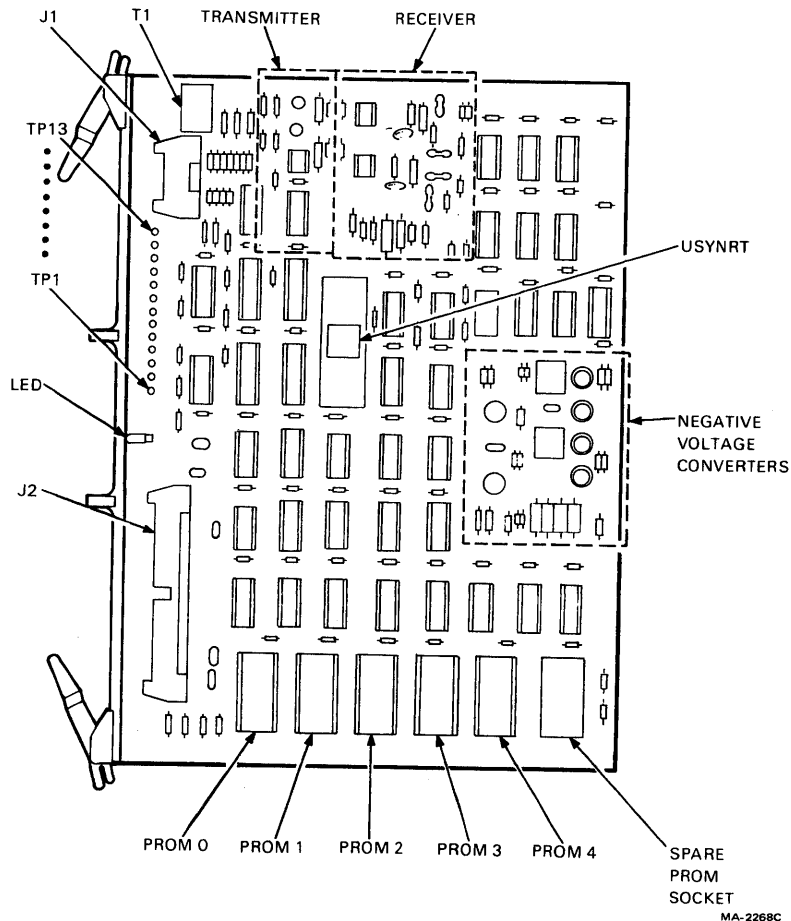 J1
T1
TRANSMITTER
RECEIVER
TP13
USYNRT
TP1
LED
NEGATIVE
VOLTAGE
CONVERTERS
J2
PROM 0
PROM 1
PROM 2
PROM 3
PROM 4
SPARE
PROM
SOCKET
MA-2268C